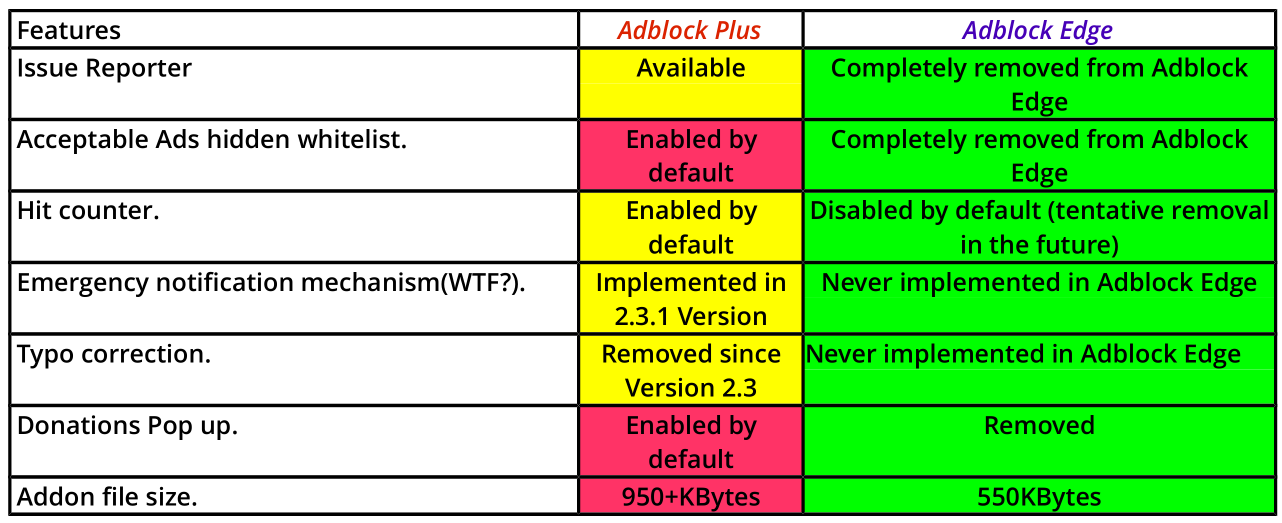 Features Adblock Plus Adblock Edge
Issue Reporter Available Completely removed from Adblock
Edge
Acceptable Ads hidden whitelist. Enabled by Completely removed from Adblock
default Edge
Hit counter. Enabled by Disabled by default (tentative removal
default in the future)
Emergency notification mechanism(WTF?). Implemented in Never implemented in Adblock Edge
2.3.1 Version
Typo correction. Removed since Never implemented in Adblock Edge
Version 2.3
Donations Pop up. Enabled by Removed
default
Addon file size. 950+KBytes 550KBytes